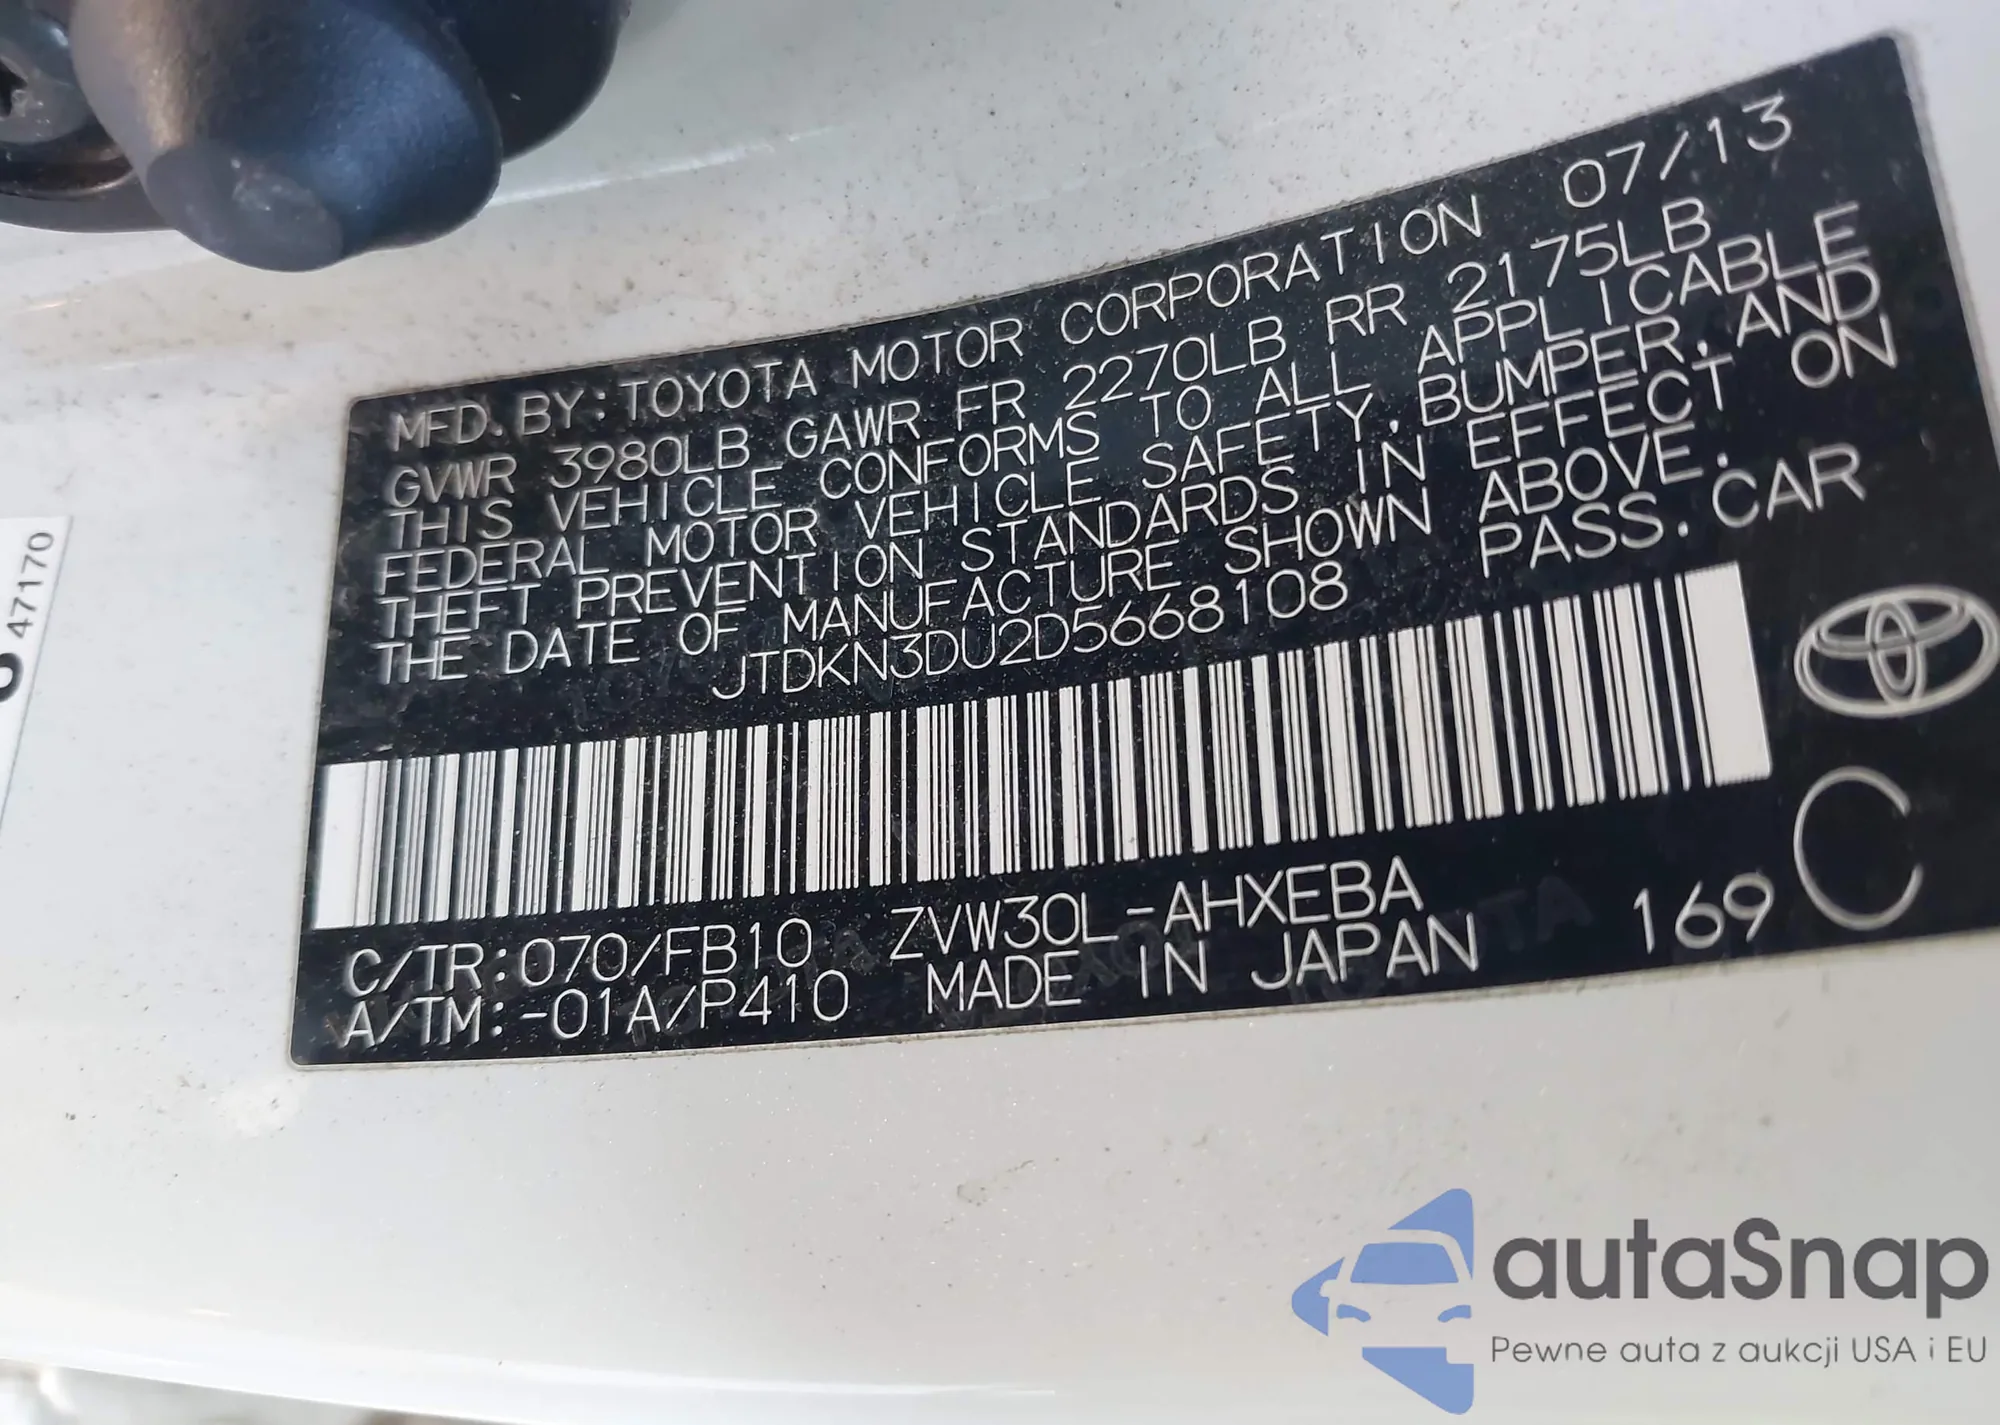 MFD. BY: TOYOTA MOTOR CORPORATION 07/13
GVWR 3980LB GAWR FR 2270LB RR 2175LB
THIS VEHICLE CONFORMS TO ALL APPLICABLE
FEDERAL MOTOR VEHICLE SAFETY, BUMPER, AND
THEFT PREVENTION STANDARDS IN EFFECT ON
THE DATE OF MANUFACTURE SHOWN ABOVE.
JTDKN3DU2D5668108 PASS. CAR
C/TR: 070/FB10 ZVW30L-AHXEBA
A/TM: -01A/P410 MADE IN JAPAN 169 C
47170
autaSnap
Pewne auta z aukcji USA i EU